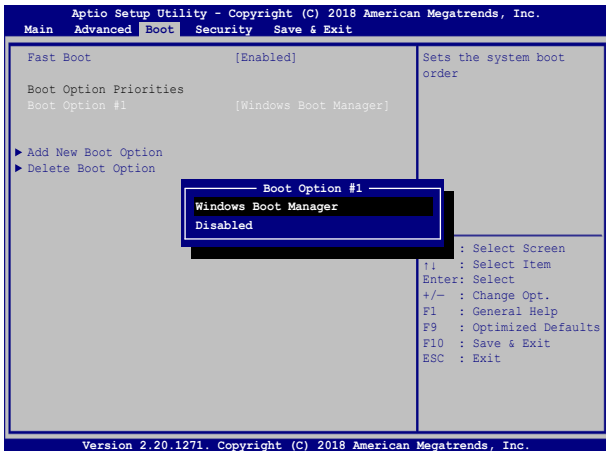 Aptio Setup Utility - Copyright (C) 2018 American Megatrends, Inc.
Main Advanced Boot Security Save & Exit
Fast Boot [Enabled]
Boot Option Priorities
Boot Option #1 [Windows Boot Manager]
▶ Add New Boot Option
▶ Delete Boot Option
Boot Option #1
Windows Boot Manager
Disabled
Sets the system boot
order
: Select Screen
↑↓ : Select Item
Enter: Select
+/— : Change Opt.
F1 : General Help
F9 : Optimized Defaults
F10 : Save & Exit
ESC : Exit
Version 2.20.1271. Copyright (C) 2018 American Megatrends, Inc.